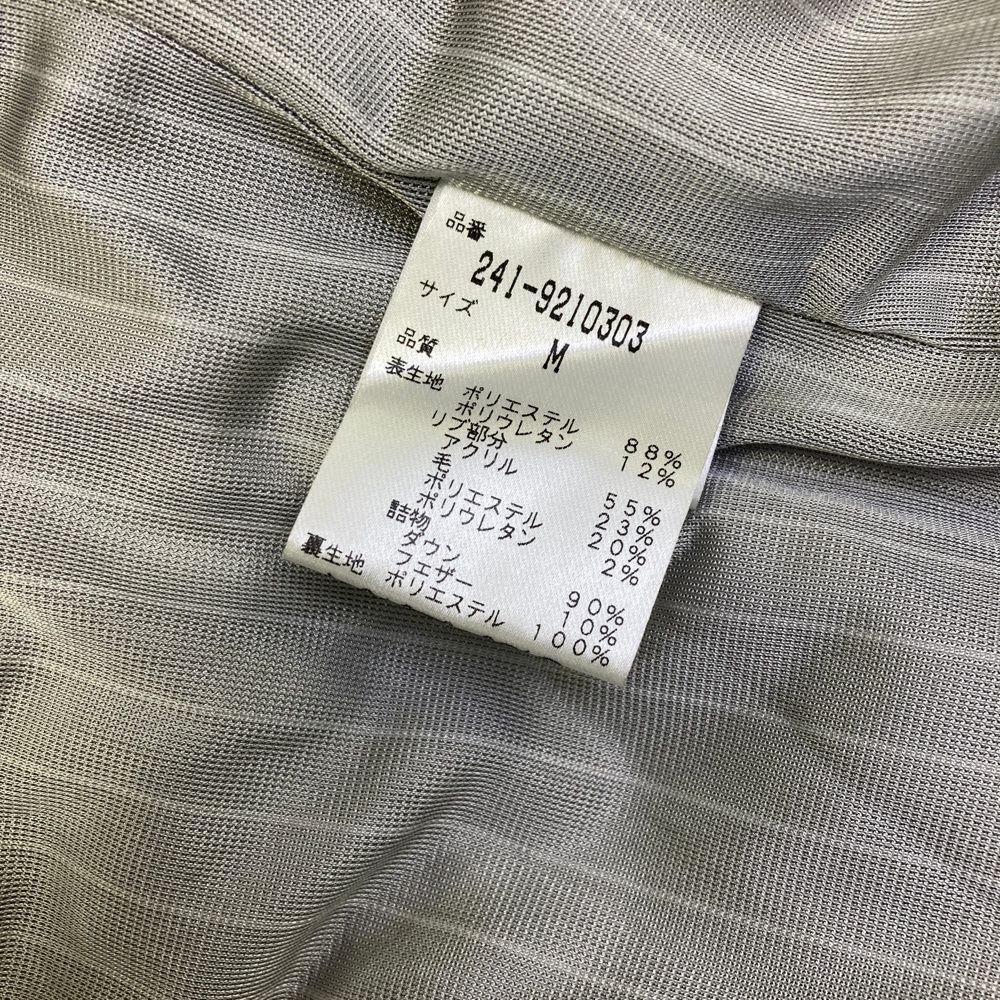 品番
241-9210303
サイズ
M
品質
表生地 ポリエステル 88%
ポリウレタン 12%
リブ部分
アクリル 55%
毛 23%
ポリエステル 20%
ポリウレタン 2%
詰物
ダウン 90%
フェザー 10%
裏生地 ポリエステル 100%